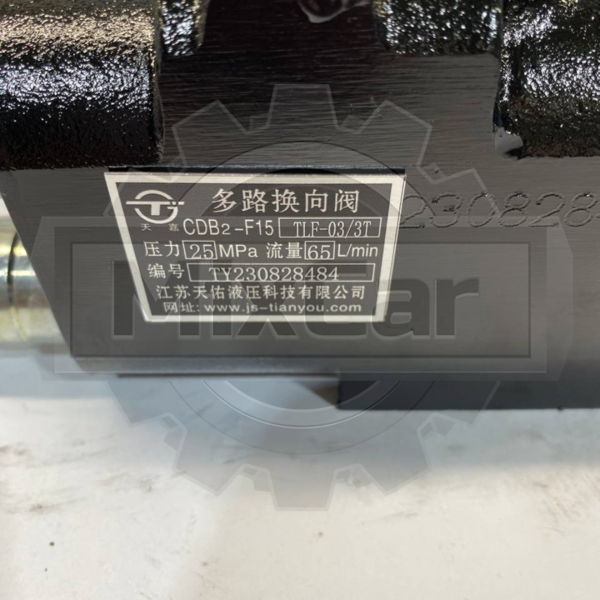 多路换向阀
天嘉 CDB2-F15 TLF-03/3T
压力 25 MPa 流量 65 L/min
编号 TY230828484
江苏天佑液压科技有限公司
网址: www.js-tianyou.com
230828
MixCar